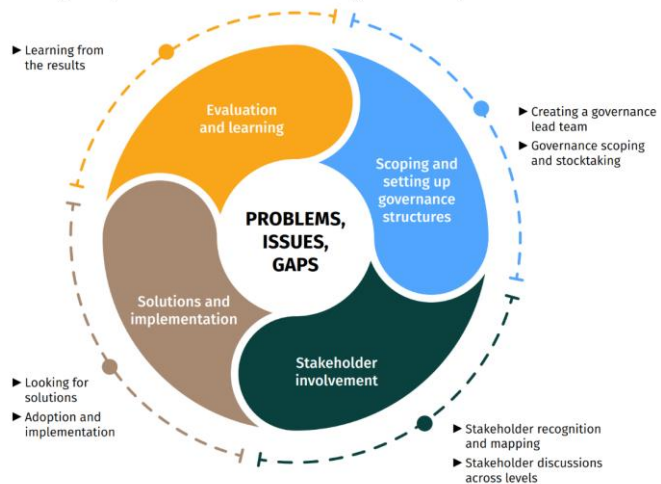 ► Learning from
the results
Evaluation
and learning
► Creating a governance
lead team
► Governance scoping
and stocktaking
Scoping and
setting up
governance
structures
PROBLEMS,
ISSUES,
GAPS
Solutions and
implementation
Stakeholder
involvement
► Looking for
solutions
► Adoption and
implementation
► Stakeholder recognition
and mapping
► Stakeholder discussions
across levels